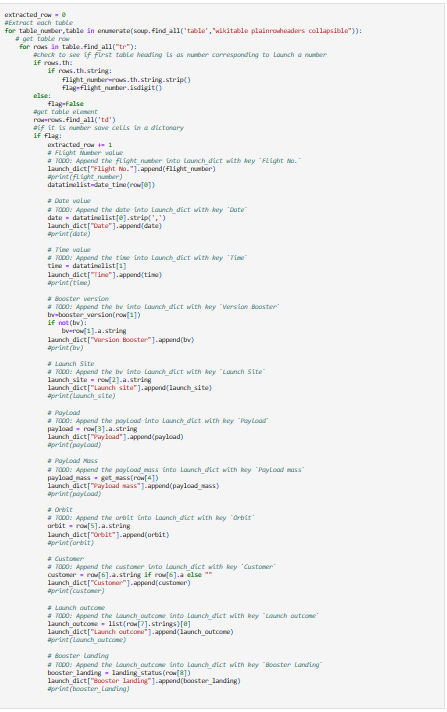 extracted_row = 0
#Extract each table
for table_number,table in enumerate(soup.find_all('table',"wikitable plainrowheaders collapsible")):
    # get table row
    for rows in table.find_all("tr"):
        #check to see if first table heading is as number corresponding to launch a number
        if rows.th:
            if rows.th.string:
                flight_number=rows.th.string.strip()
                flag=flight_number.isdigit()
        else:
            flag=False
        #get table element
        row=rows.find_all('td')
        #if it is number save cells in a dictonary
        if flag:
            extracted_row += 1
            # Flight Number value
            # TODO: Append the flight_number into launch_dict with key `Flight No.`
            launch_dict["Flight No."].append(flight_number)
            #print(flight_number)
            datatimelist=date_time(row[0])

            # Date value
            # TODO: Append the date into launch_dict with key `Date`
            date = datatimelist[0].strip(',')
            launch_dict["Date"].append(date)
            #print(date)

            # Time value
            # TODO: Append the time into launch_dict with key `Time`
            time = datatimelist[1]
            launch_dict["Time"].append(time)
            #print(time)

            # Booster version
            # TODO: Append the bv into launch_dict with key `Version Booster`
            bv=booster_version(row[1])
            if not(bv):
                bv=row[1].a.string
            launch_dict["Version Booster"].append(bv)
            #print(bv)

            # Launch Site
            # TODO: Append the bv into launch_dict with key `Launch Site`
            launch_site = row[2].a.string
            launch_dict["Launch site"].append(launch_site)
            #print(launch_site)

            # Payload
            # TODO: Append the payload into launch_dict with key `Payload`
            payload = row[3].a.string
            launch_dict["Payload"].append(payload)
            #print(payload)

            # Payload Mass
            # TODO: Append the payload_mass into launch_dict with key `Payload mass`
            payload_mass = get_mass(row[4])
            launch_dict["Payload mass"].append(payload_mass)
            #print(payload)

            # Orbit
            # TODO: Append the orbit into launch_dict with key `Orbit`
            orbit = row[5].a.string
            launch_dict["Orbit"].append(orbit)
            #print(orbit)

            # Customer
            # TODO: Append the customer into launch_dict with key `Customer`
            customer = row[6].a.string if row[6].a else ""
            launch_dict["Customer"].append(customer)
            #print(customer)

            # Launch outcome
            # TODO: Append the launch_outcome into launch_dict with key `Launch outcome`
            launch_outcome = list(row[7].strings)[0]
            launch_dict["Launch outcome"].append(launch_outcome)
            #print(launch_outcome)

            # Booster landing
            # TODO: Append the launch_outcome into launch_dict with key `Booster landing`
            booster_landing = landing_status(row[8])
            launch_dict["Booster landing"].append(booster_landing)
            #print(booster_landing)